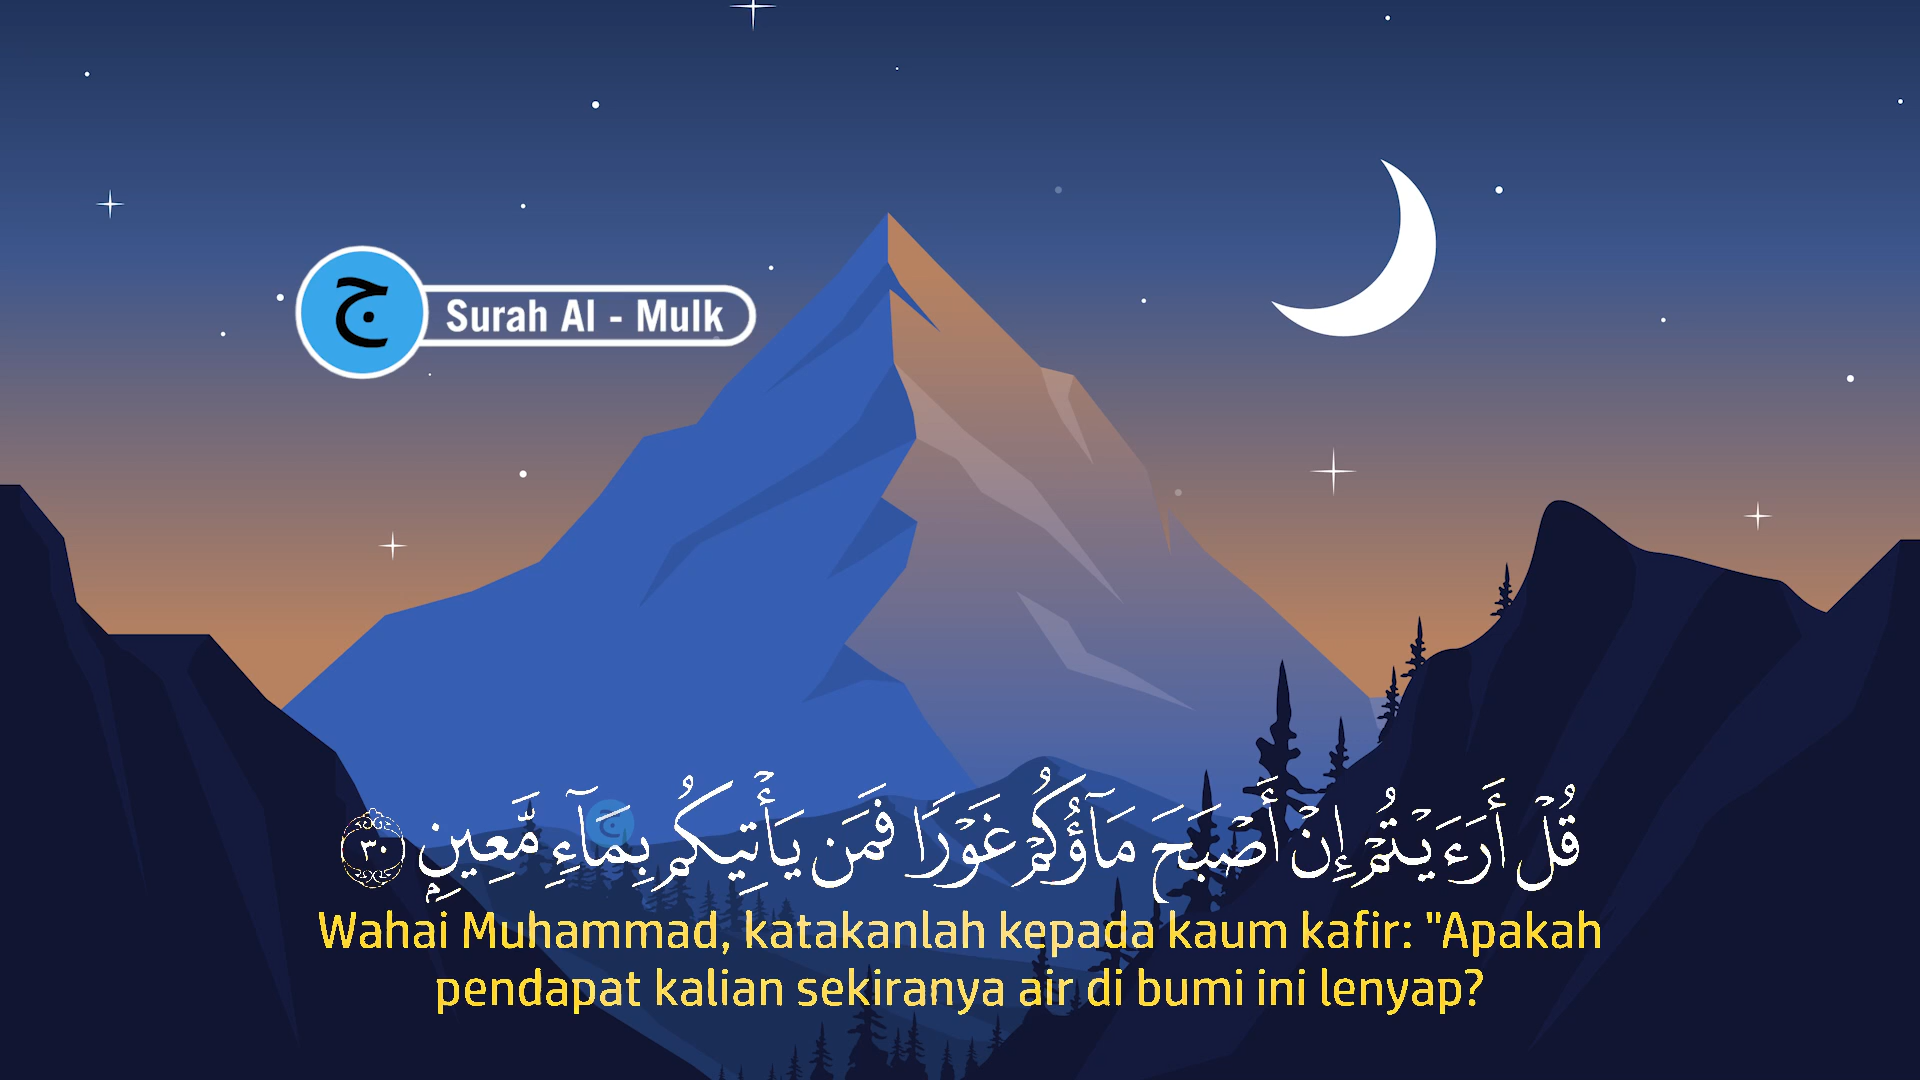 ج
Surah Al - Mulk
قُلْ أَرَءَيْتُمْ إِنْ أَصْبَحَ مَآؤُكُمْ غَوْرًا فَمَن يَأْتِيكُم بِمَآءٍ مَّعِينٍۭ ٣٠
Wahai Muhammad, katakanlah kepada kaum kafir: "Apakah
pendapat kalian sekiranya air di bumi ini lenyap?